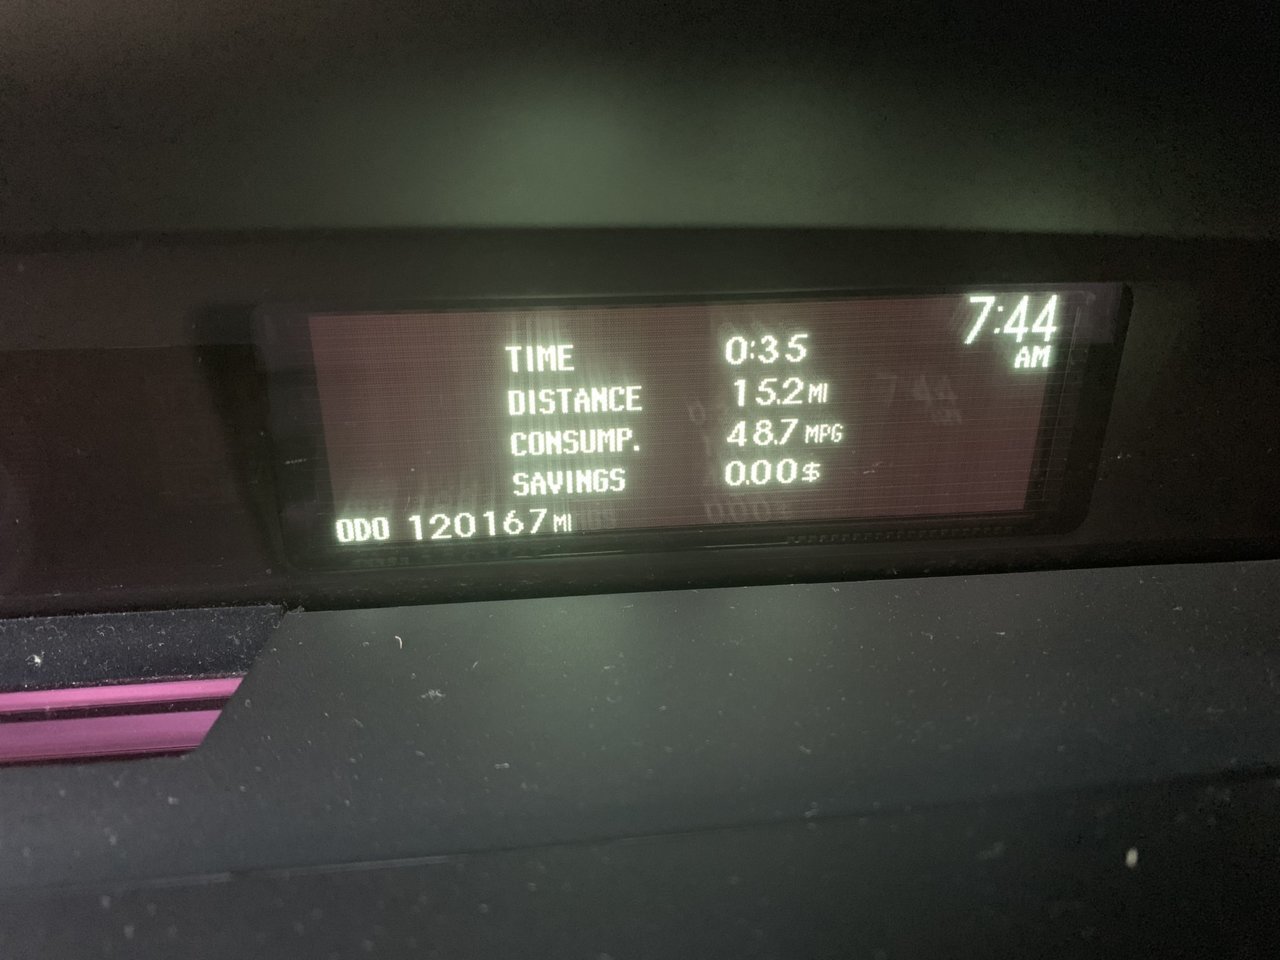 7:44
AM
TIME 0:35
DISTANCE 15.2 MI
CONSUMP. 48.7 MPG
SAVINGS 0.00 $
ODO 120167 MI